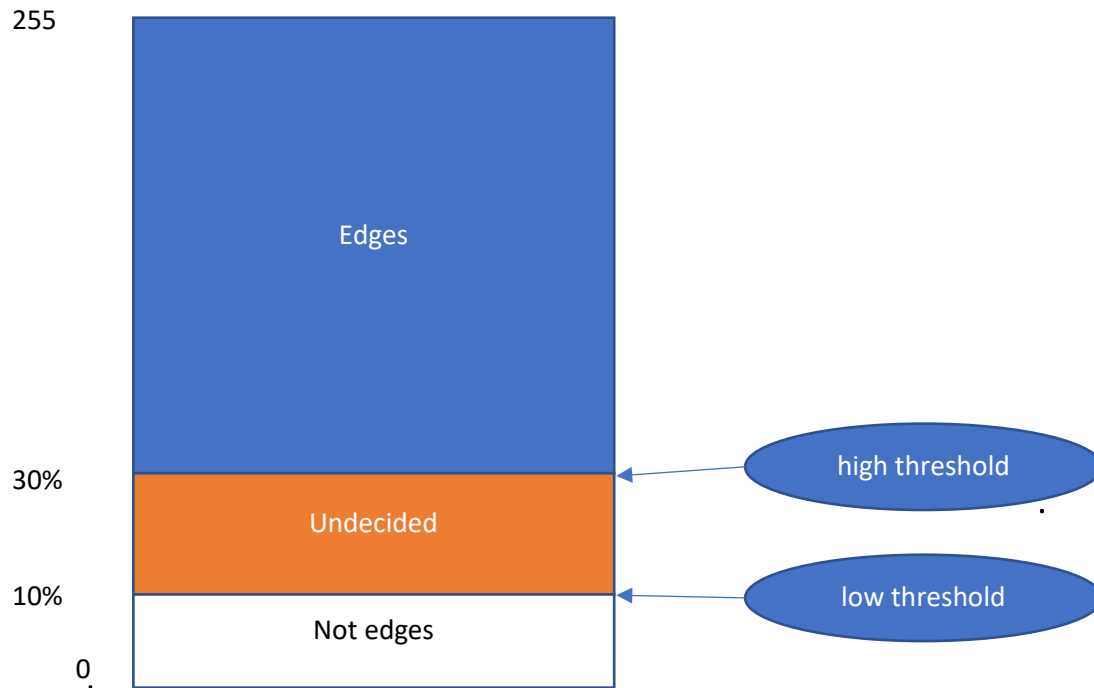 255
Edges
high threshold
30%
Undecided
.
10%
low threshold
Not edges
0
.